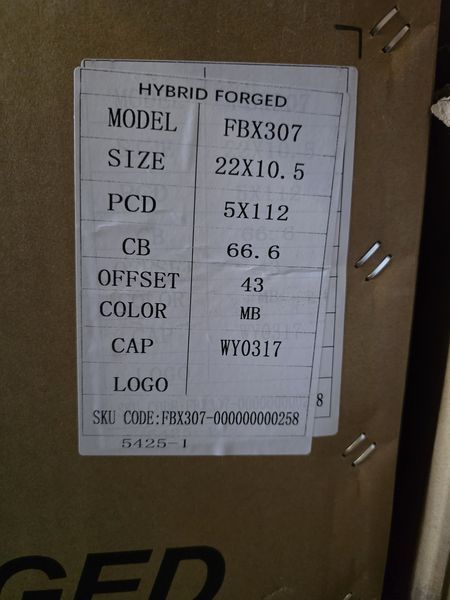 HYBRID FORGED
MODEL FBX307
SIZE 22X10.5
PCD 5X112
CB 66.6
OFFSET 43
COLOR MB
CAP WY0317
LOGO
SKU CODE:FBX307-000000000258
8
5425-1
GED